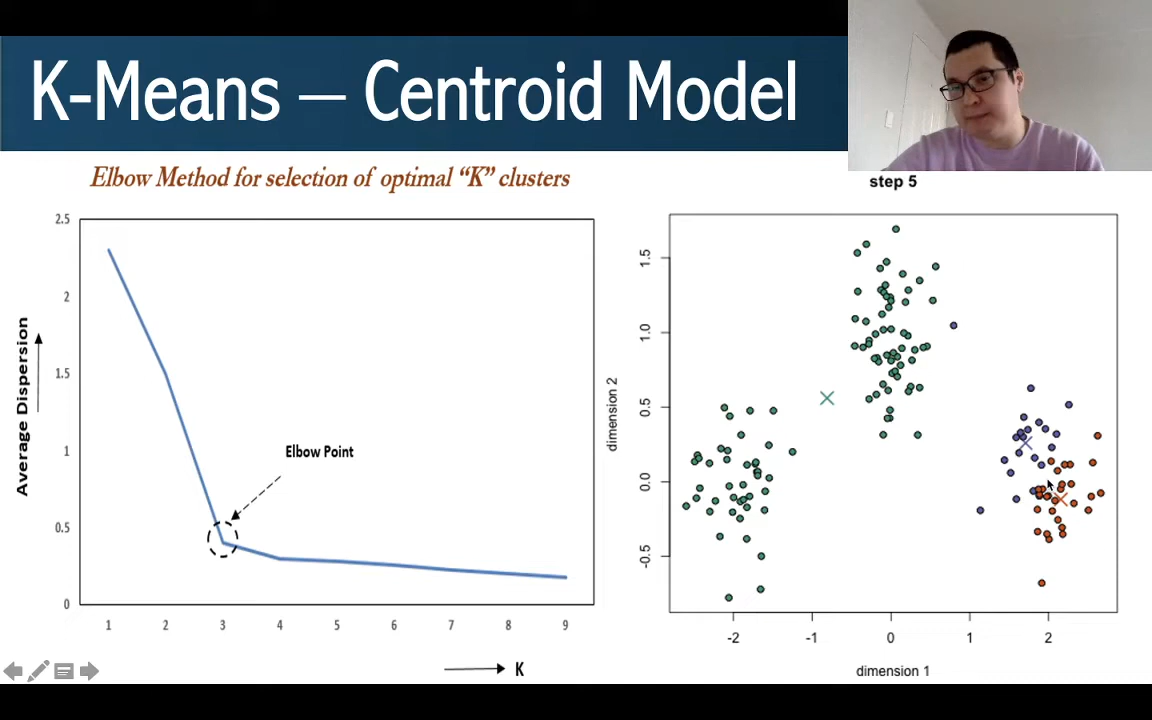 K-Means – Centroid Model
Elbow Method for selection of optimal “K” clusters
2.5
2
1.5
1
0.5
0
Average Dispersion
Elbow Point
1 2 3 4 5 6 7 8 9
K
step 5
1.5
1.0
0.5
0.0
-0.5
dimension 2
-2 -1 0 1 2
dimension 1